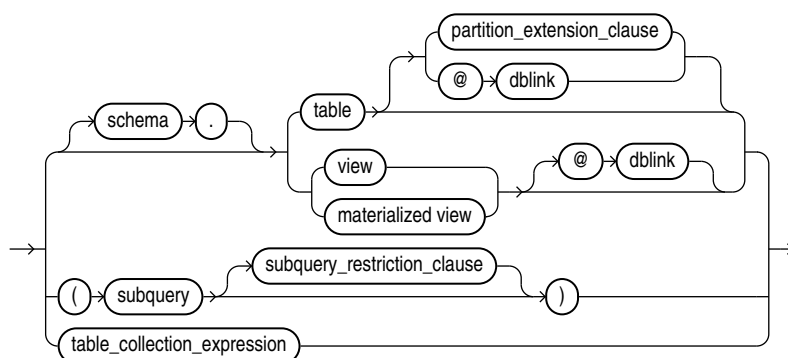 partition_extension_clause
@ dblink
schema . table
view @ dblink
materialized view
subquery_restriction_clause
( subquery )
table_collection_expression